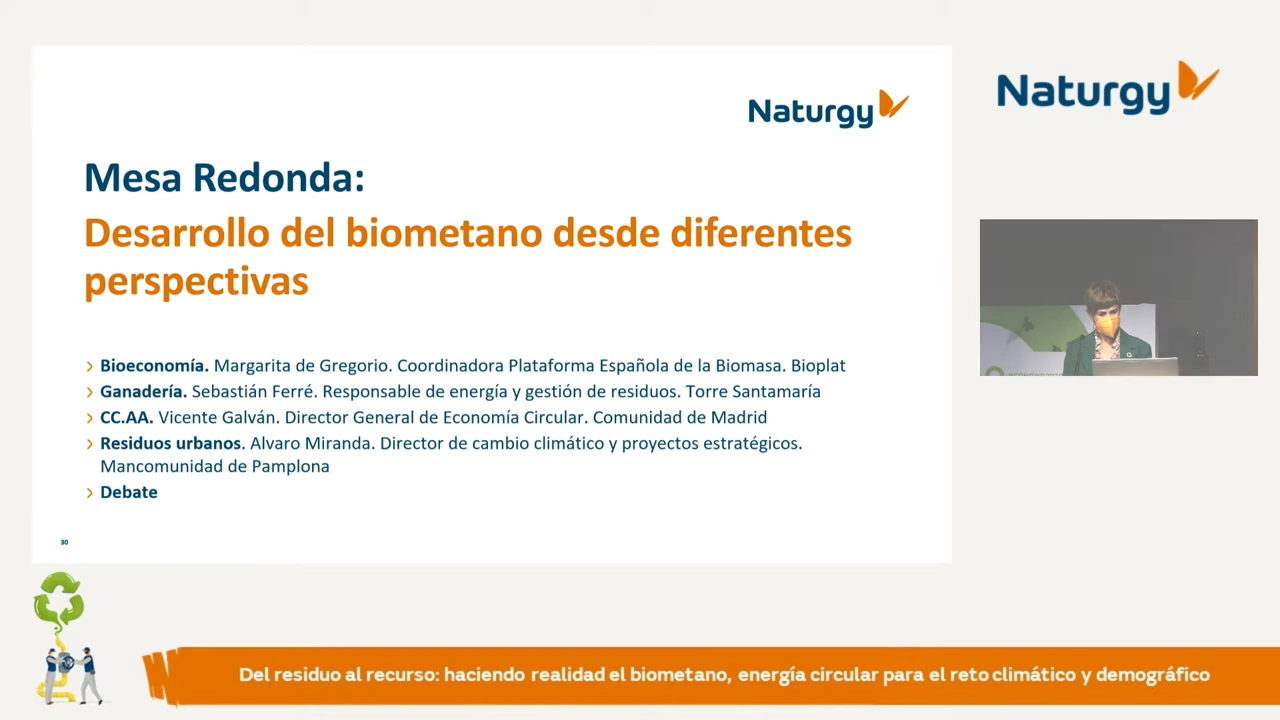 Naturgy
Naturgy
Mesa Redonda:
Desarrollo del biometano desde diferentes
perspectivas
Bioeconomía. Margarita de Gregorio. Coordinadora Plataforma Española de la Biomasa. Bioplat
Ganadería. Sebastián Ferré. Responsable de energía y gestión de residuos. Torre Santamaría
CC.AA. Vicente Galván. Director General de Economía Circular. Comunidad de Madrid
Residuos urbanos. Alvaro Miranda. Director de cambio climático y proyectos estratégicos.
Mancomunidad de Pamplona
Debate
30
Del residuo al recurso: haciendo realidad el biometano, energía circular para el reto climático y demográfico